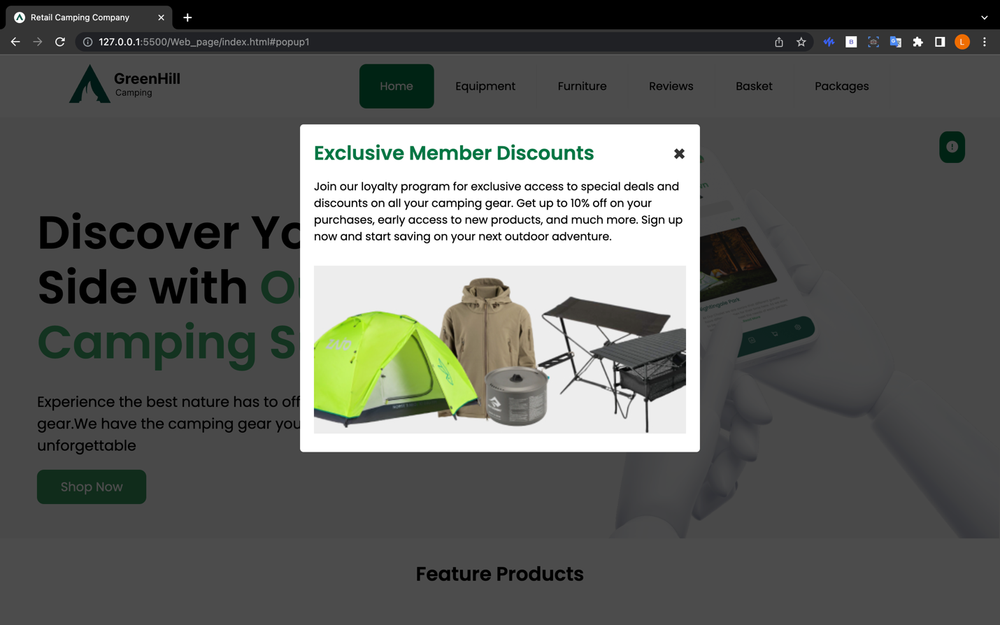 Retail Camping Company
127.0.0.1:5500/Web_page/index.html#popup1
B
L
GreenHill
Camping
Home
Equipment
Furniture
Reviews
Basket
Packages
Exclusive Member Discounts
Join our loyalty program for exclusive access to special deals and
discounts on all your camping gear. Get up to 10% off on your
purchases, early access to new products, and much more. Sign up
now and start saving on your next outdoor adventure.
Discover Yo
Side with O
Camping S
Experience the best nature has to off
gear.We have the camping gear you
unforgettable
Shop Now
Nightingale Park
Feature Products